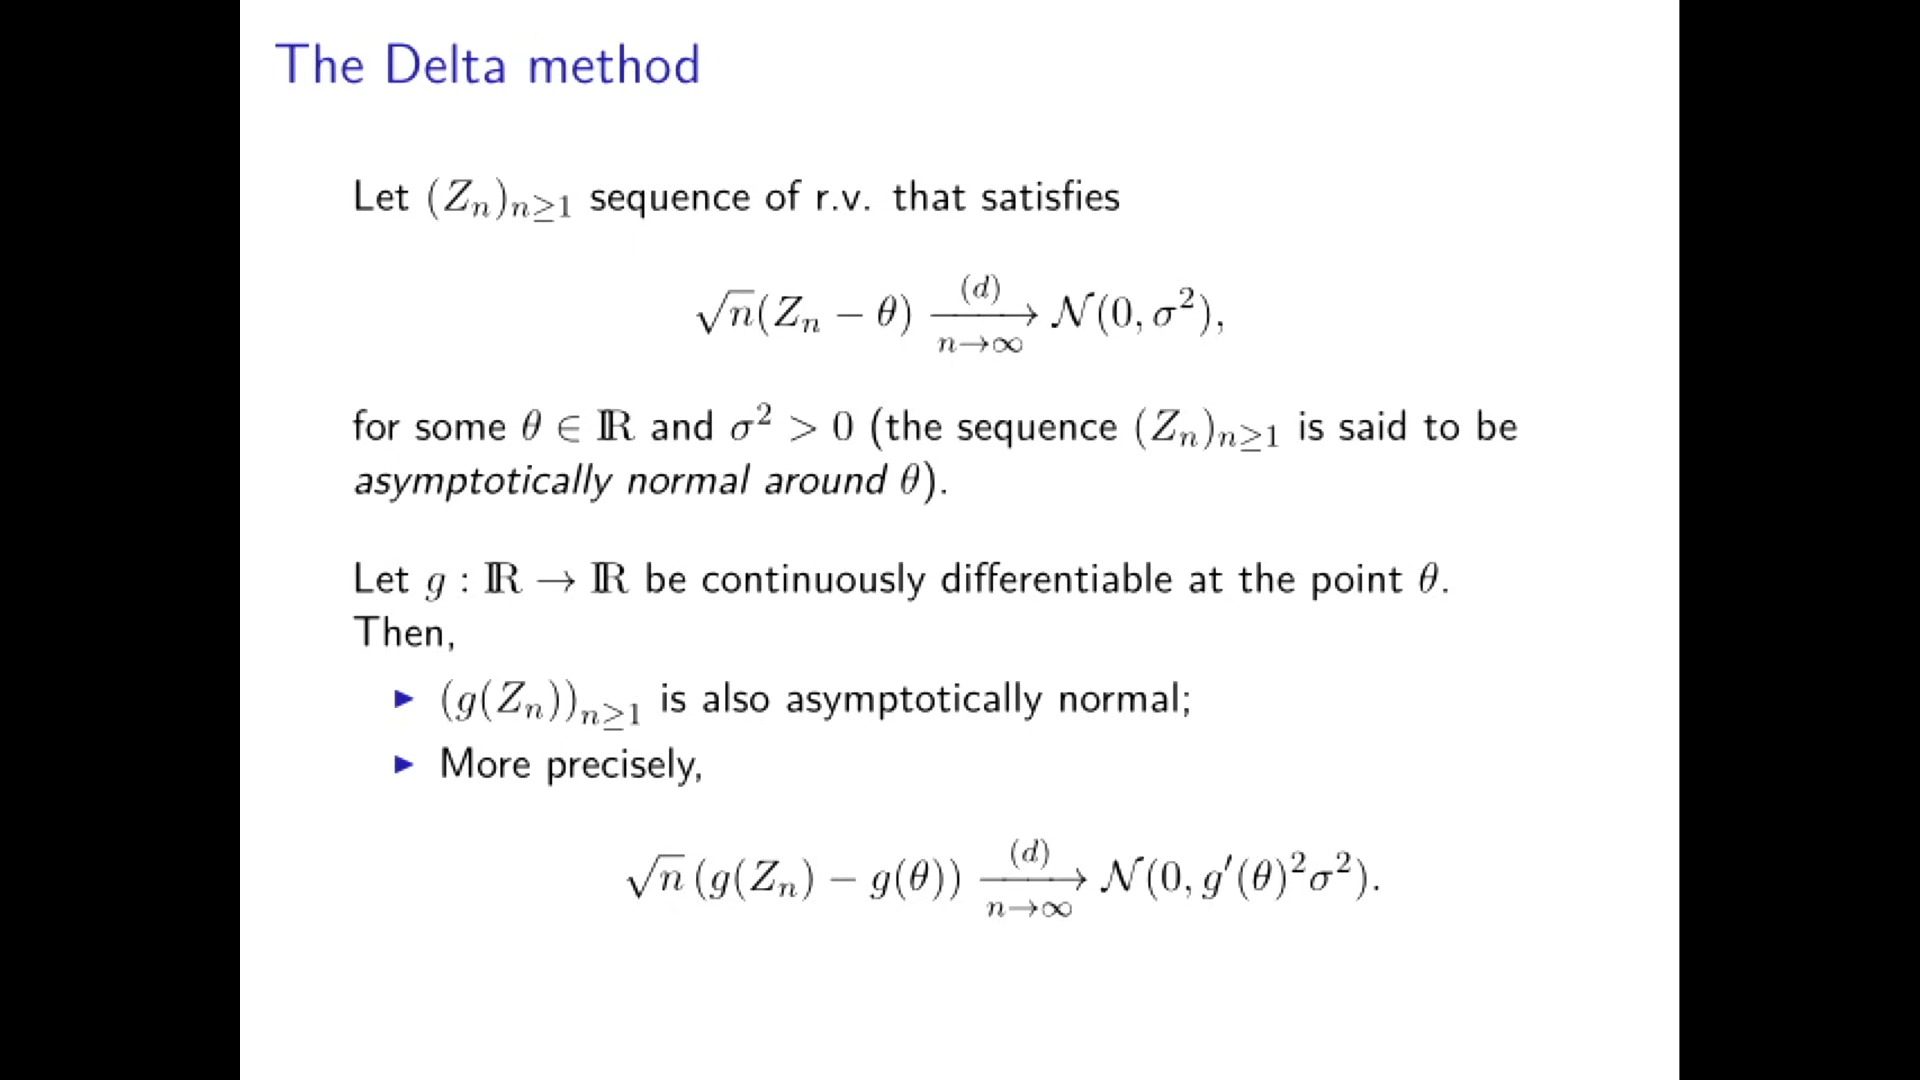 The Delta method
Let $(Z_n)_{n \geq 1}$ sequence of r.v. that satisfies
$\sqrt{n}(Z_n - \theta) \xrightarrow[n \to \infty]{(d)} \mathcal{N}(0, \sigma^2),$
for some $\theta \in \mathbb{R}$ and $\sigma^2 > 0$ (the sequence $(Z_n)_{n \geq 1}$ is said to be
asymptotically normal around $\theta$).
Let $g : \mathbb{R} \to \mathbb{R}$ be continuously differentiable at the point $\theta$.
Then,
▶ $(g(Z_n))_{n \geq 1}$ is also asymptotically normal;
▶ More precisely,
$\sqrt{n}\,(g(Z_n) - g(\theta)) \xrightarrow[n \to \infty]{(d)} \mathcal{N}(0, g'(\theta)^2 \sigma^2).$